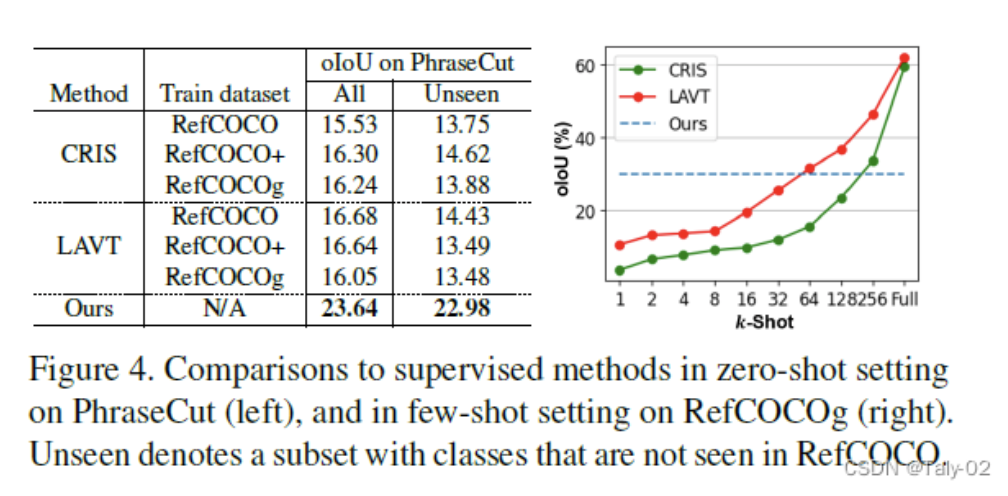 oIoU on PhraseCut
Method Train dataset All Unseen
CRIS
RefCOCO 15.53 13.75
RefCOCO+ 16.30 14.62
RefCOCOg 16.24 13.88
LAVT
RefCOCO 16.68 14.43
RefCOCO+ 16.64 13.49
RefCOCOg 16.05 13.48
Ours N/A 23.64 22.98
CRIS
LAVT
Ours
oIoU (%)
60
40
20
1 2 4 8 16 32 64 128 256 Full
k-Shot
Figure 4. Comparisons to supervised methods in zero-shot setting
on PhraseCut (left), and in few-shot setting on RefCOCOg (right).
Unseen denotes a subset with classes that are not seen in RefCOCO.
CSDN @Taly-02